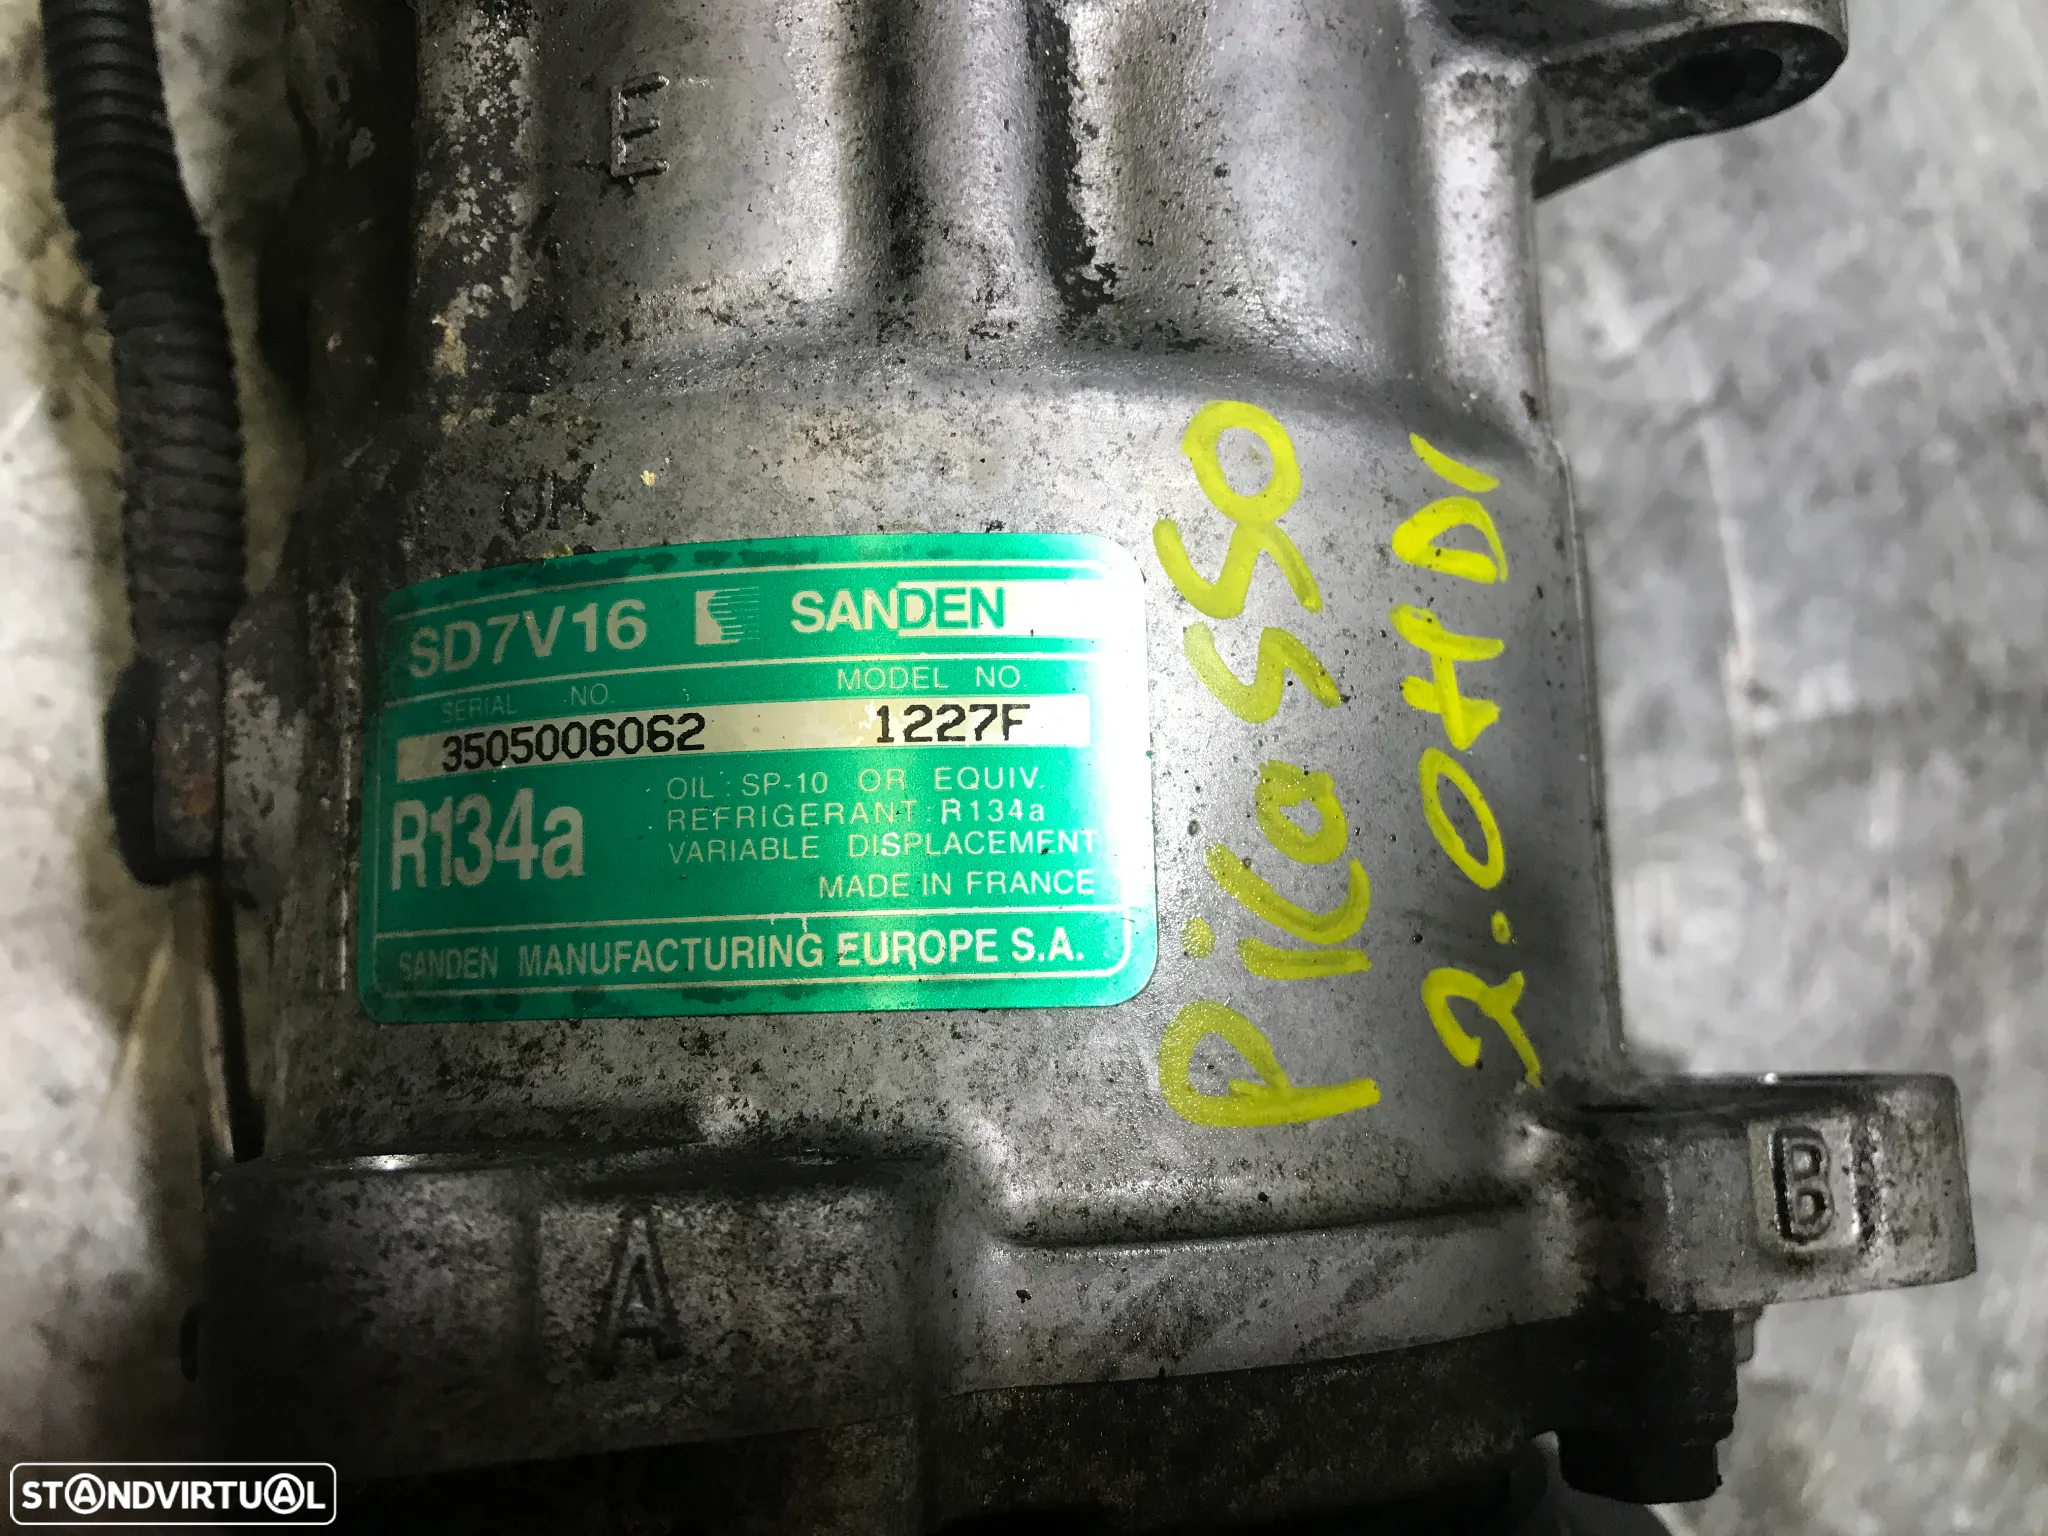 E
OK
SD7V16 SANDEN
SERIAL NO. MODEL NO.
3505006062 1227F
R134a
OIL : SP-10 OR EQUIV.
REFRIGERANT : R134a
VARIABLE DISPLACEMENT
MADE IN FRANCE
SANDEN MANUFACTURING EUROPE S.A.
PiCaSSO
2.0HDi
A
B
STANDVIRTUAL